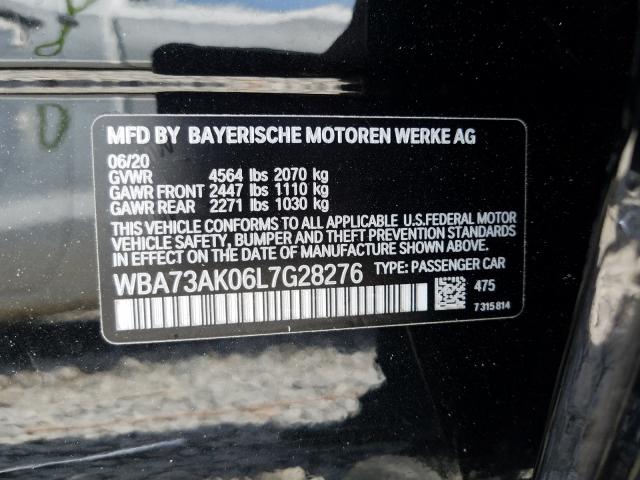 MFD BY BAYERISCHE MOTOREN WERKE AG
06/20
GVWR 4564 lbs 2070 kg
GAWR FRONT 2447 lbs 1110 kg
GAWR REAR 2271 lbs 1030 kg
THIS VEHICLE CONFORMS TO ALL APPLICABLE U.S.FEDERAL MOTOR
VEHICLE SAFETY, BUMPER AND THEFT PREVENTION STANDARDS
IN EFFECT ON THE DATE OF MANUFACTURE SHOWN ABOVE.
WBA73AK06L7G28276 TYPE: PASSENGER CAR
475
7315814